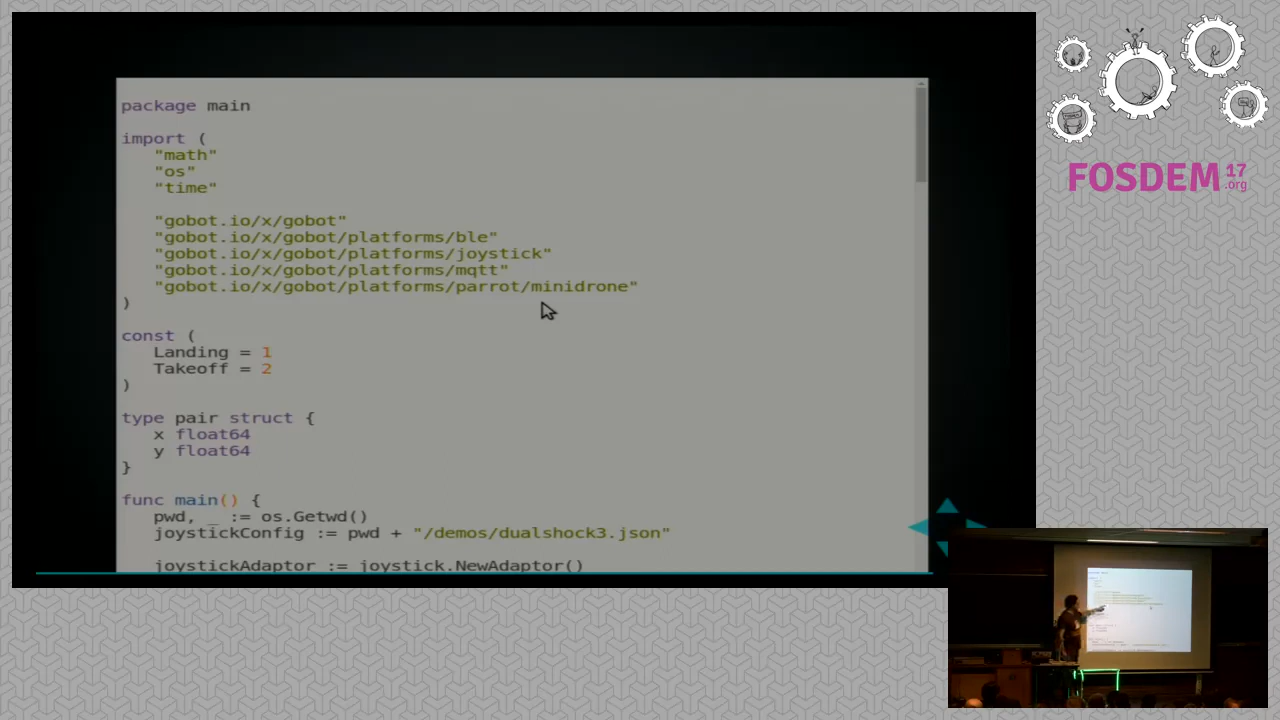 package main
import (
"math"
"os"
"time"
"gobot.io/x/gobot"
"gobot.io/x/gobot/platforms/ble"
"gobot.io/x/gobot/platforms/joystick"
"gobot.io/x/gobot/platforms/mqtt"
"gobot.io/x/gobot/platforms/parrot/minidrone"
)
const (
Landing = 1
Takeoff = 2
)
type pair struct {
x float64
y float64
}
func main() {
pwd, _ := os.Getwd()
joystickConfig := pwd + "/demos/dualshock3.json"
joystickAdaptor := joystick.NewAdaptor()
FOSDEM 17
.org